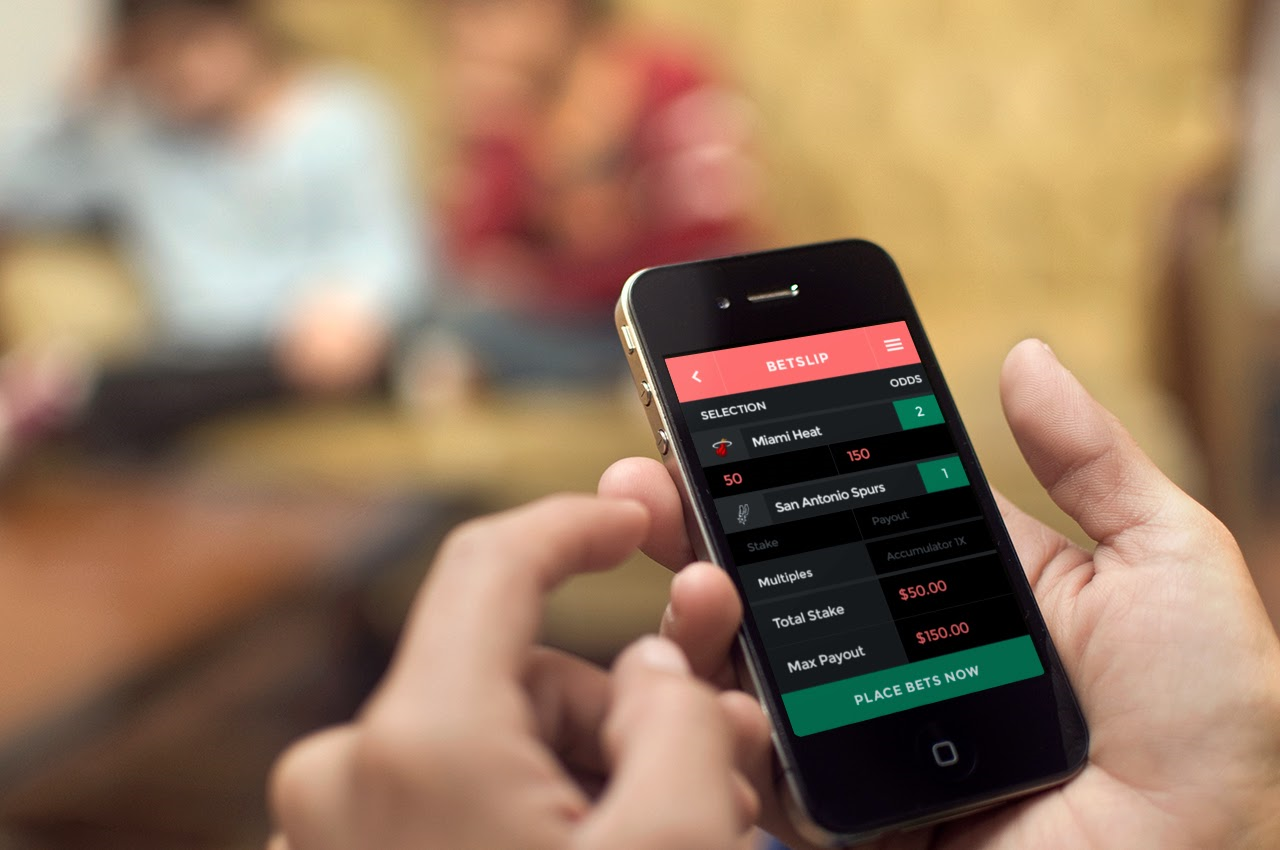 BETSLIP
SELECTION ODDS
Miami Heat 2
50 150
San Antonio Spurs 1
Stake Payout
Multiples Accumulator 1X
Total Stake $50.00
Max Payout $150.00
PLACE BETS NOW